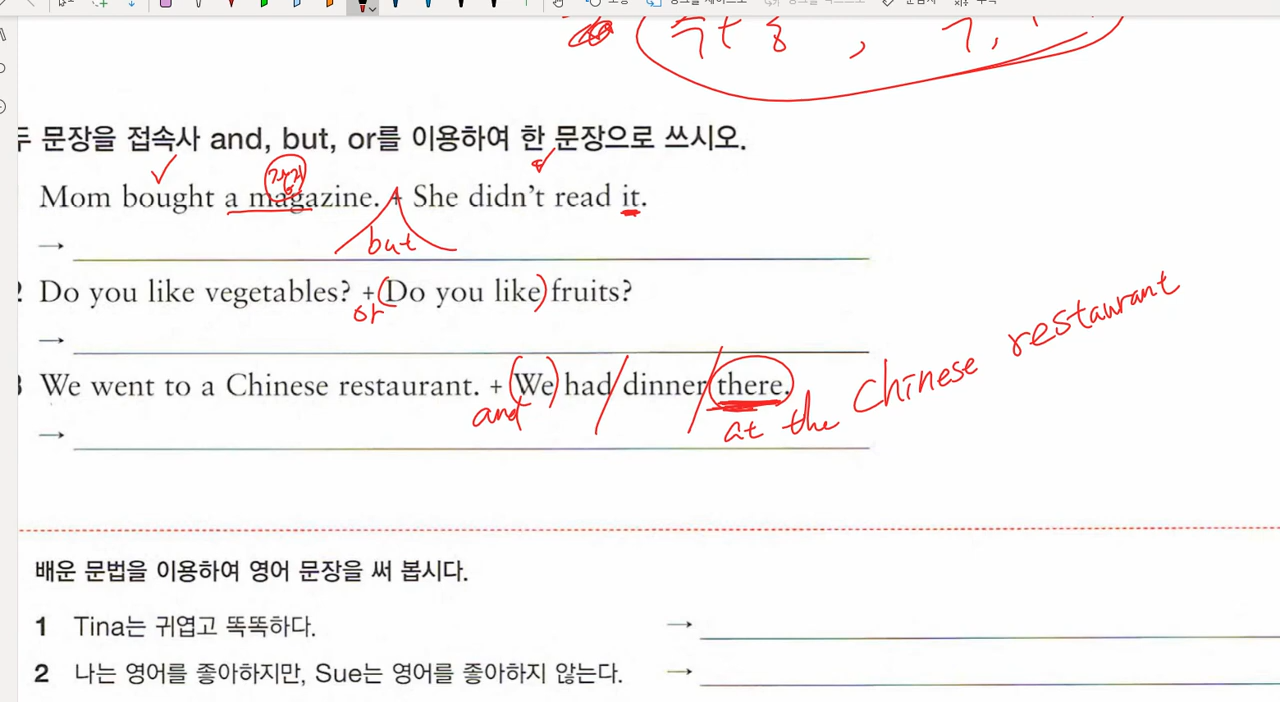 두 문장을 접속사 and, but, or를 이용하여 한 문장으로 쓰시오.
Mom bought a magazine. + She didn't read it.
→ but
2 Do you like vegetables? + (Do you like) fruits?
or
→
3 We went to a Chinese restaurant. + (We) had / dinner / there.
and at the Chinese restaurant
→
배운 문법을 이용하여 영어 문장을 써 봅시다.
1 Tina는 귀엽고 똑똑하다. →
2 나는 영어를 좋아하지만, Sue는 영어를 좋아하지 않는다. →